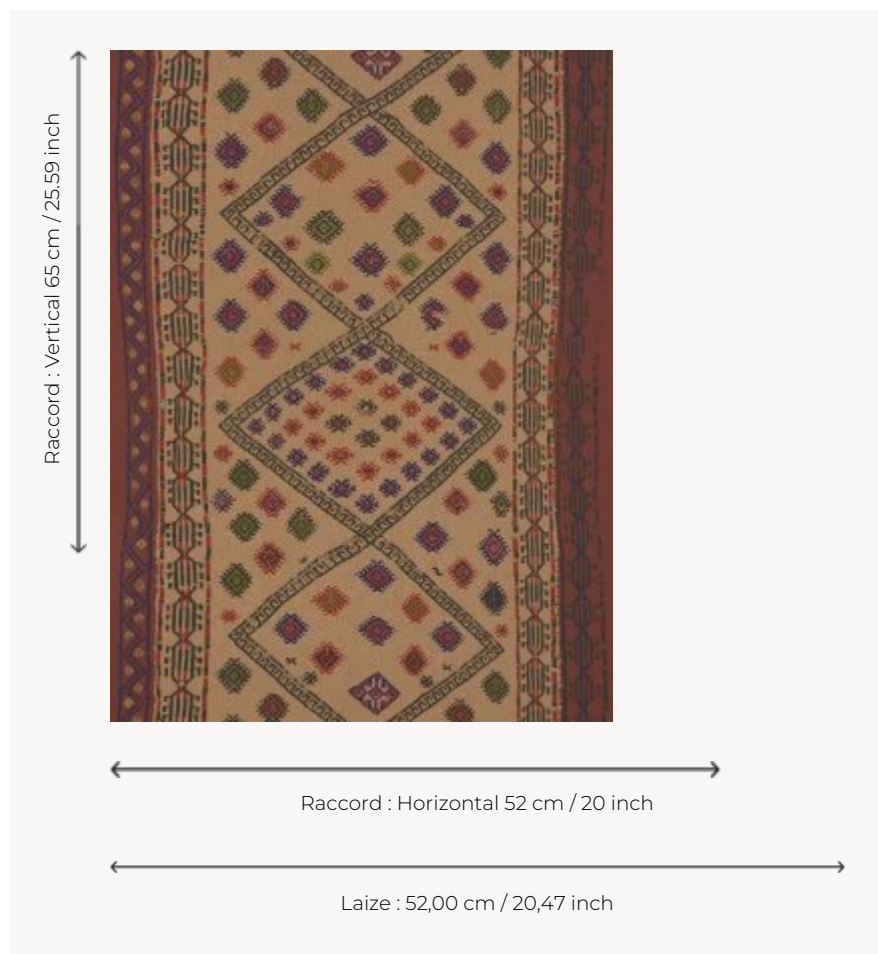 Raccord : Vertical 65 cm / 25.59 inch
Raccord : Horizontal 52 cm / 20 inch
Laize : 52,00 cm / 20,47 inch